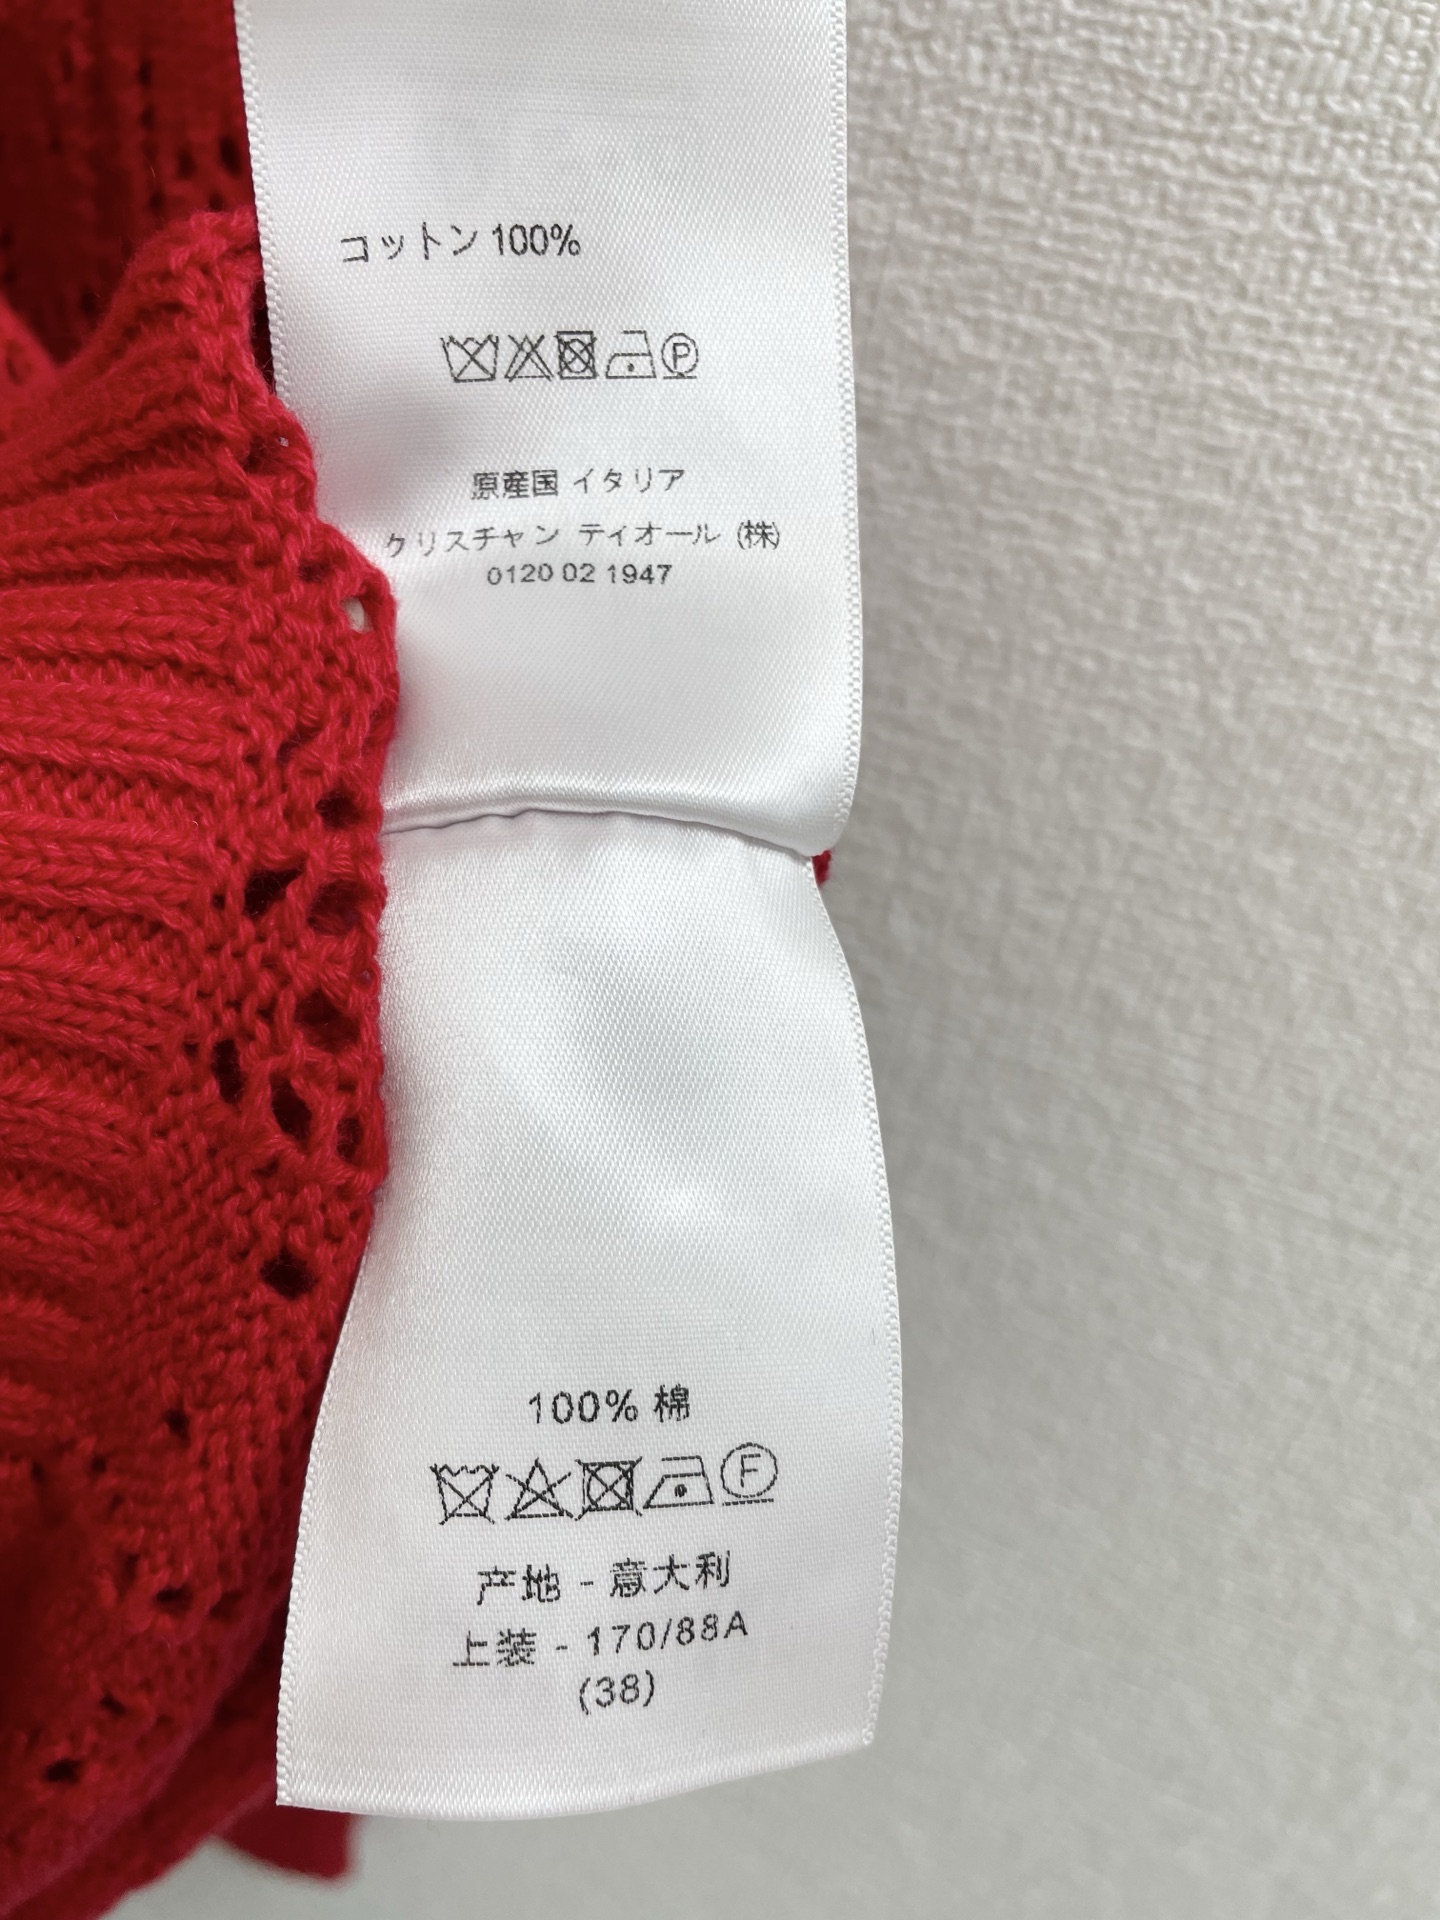 コットン 100%
P
原産国 イタリア
クリスチャン ディオール (株)
0120 02 1947
100% 棉
F
产地 - 意大利
上装 - 170/88A
(38)